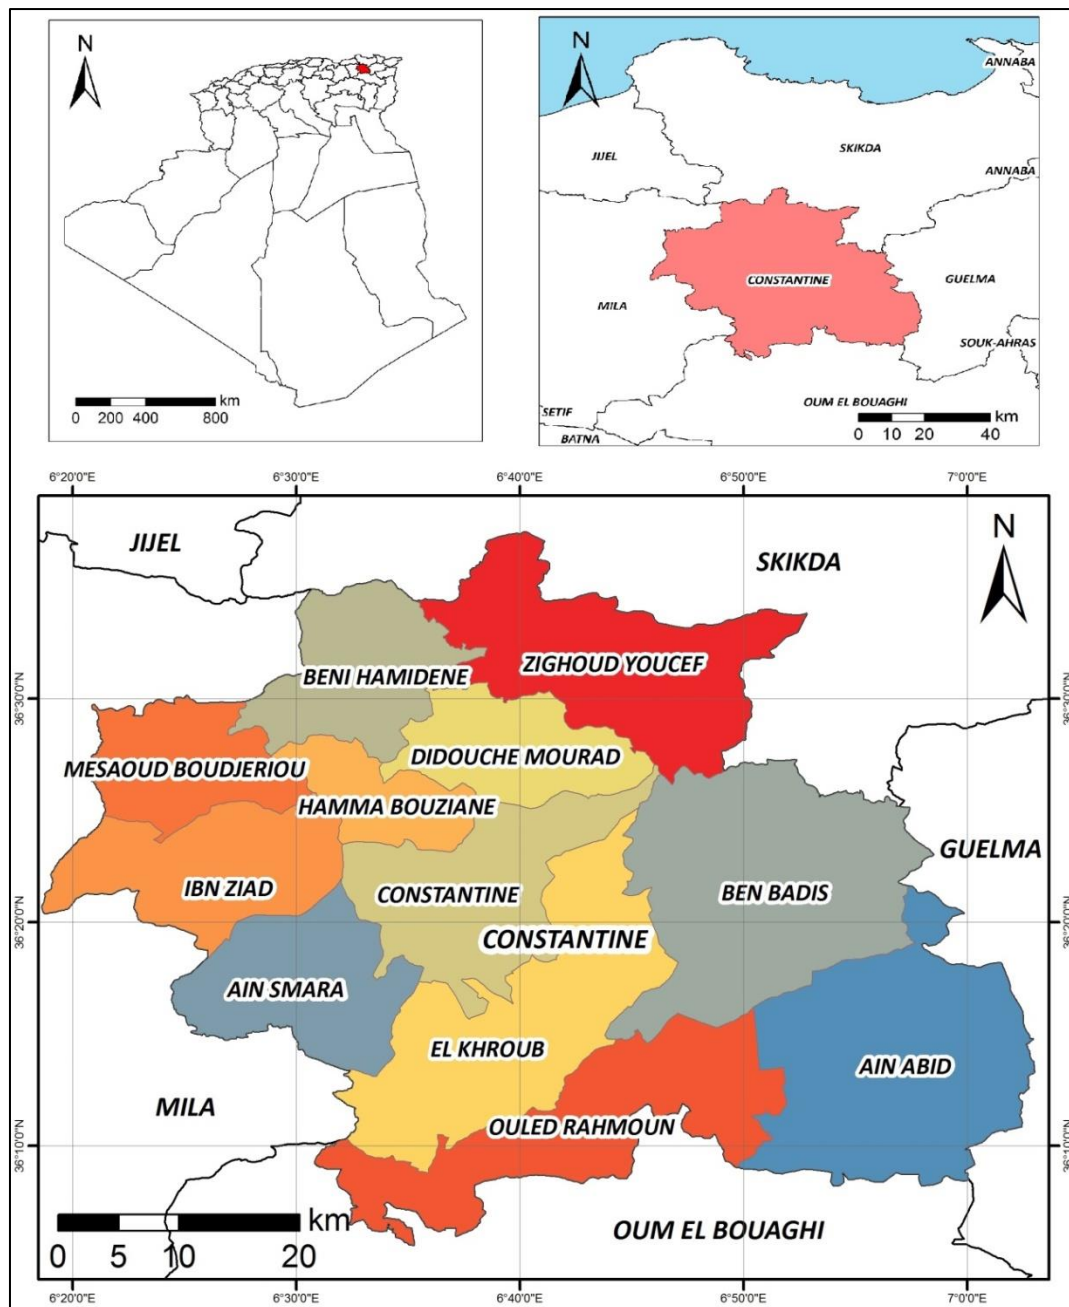 N
km
0 200 400 800
N
ANNABA
JIJEL
SKIKDA
ANNABA
CONSTANTINE
GUELMA
MILA
SOUK-AHRAS
OUM EL BOUAGHI
SETIF
BATNA
km
0 10 20 40
6°20'0"E 6°30'0"E 6°40'0"E 6°50'0"E 7°0'0"E
N
JIJEL
SKIKDA
ZIGHOUD YOUCEF
BENI HAMIDENE
36°30'0"N
36°30'0"N
DIDOUCHE MOURAD
MESAOUD BOUDJERIOU
HAMMA BOUZIANE
GUELMA
IBN ZIAD
CONSTANTINE
BEN BADIS
36°20'0"N
36°20'0"N
CONSTANTINE
AIN SMARA
EL KHROUB
AIN ABID
MILA
OULED RAHMOUN
36°10'0"N
36°10'0"N
km
0 5 10 20
OUM EL BOUAGHI
6°20'0"E 6°30'0"E 6°40'0"E 6°50'0"E 7°0'0"E